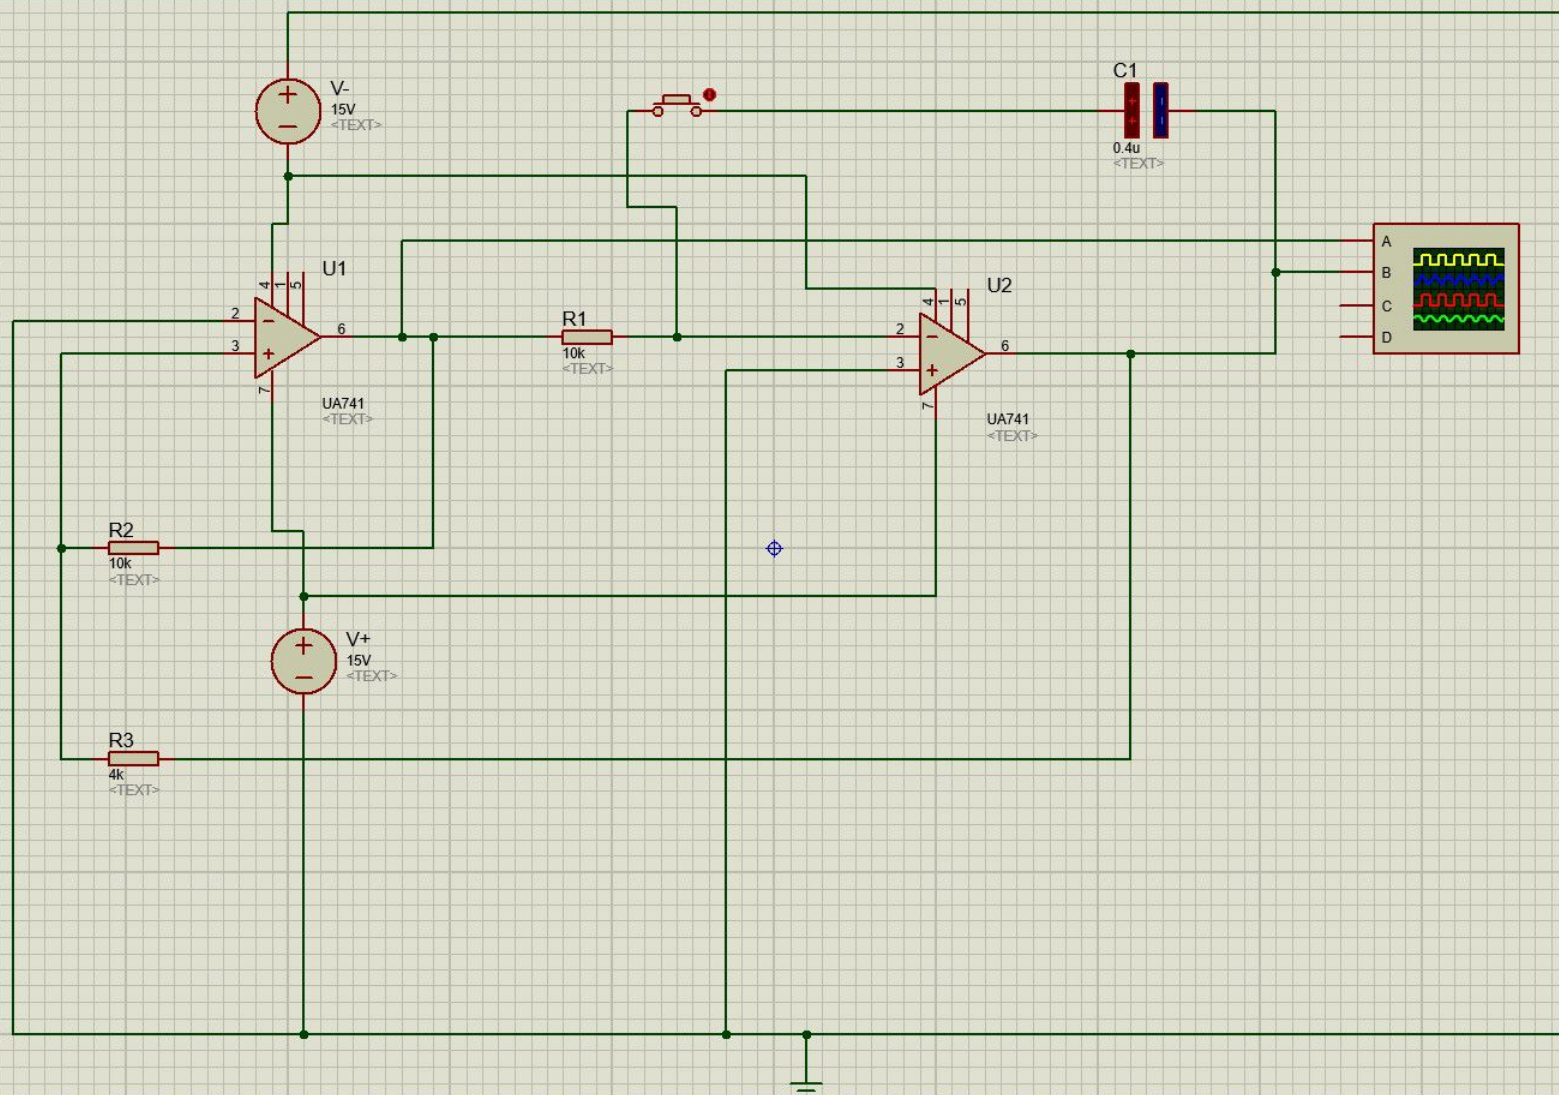 V-
15V
<TEXT>
C1
0.4u
<TEXT>
A
B
C
D
U1
4
1
5
2
3
6
7
UA741
<TEXT>
R1
10k
<TEXT>
U2
4
1
5
2
3
6
7
UA741
<TEXT>
R2
10k
<TEXT>
V+
15V
<TEXT>
R3
4k
<TEXT>